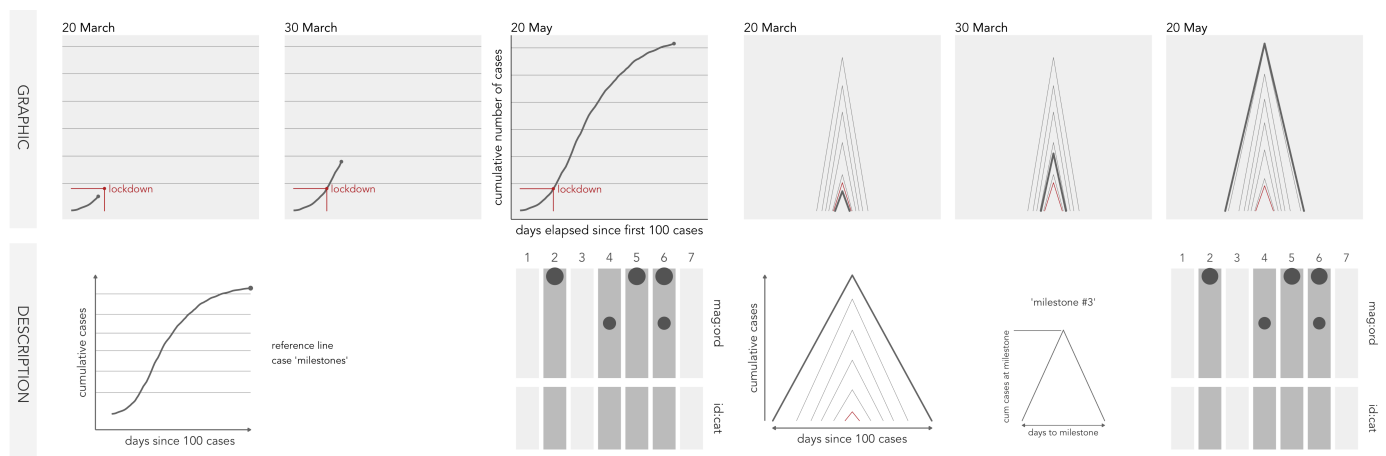 GRAPHIC
20 March
30 March
20 May
20 March
30 March
20 May
lockdown
lockdown
cumulative number of cases
lockdown
days elapsed since first 100 cases
DESCRIPTION
cumulative cases
days since 100 cases
reference line
case 'milestones'
1 2 3 4 5 6 7
mag:ord
id:cat
cumulative cases
days since 100 cases
'milestone #3'
cum cases at milestone
days to milestone
1 2 3 4 5 6 7
mag:ord
id:cat